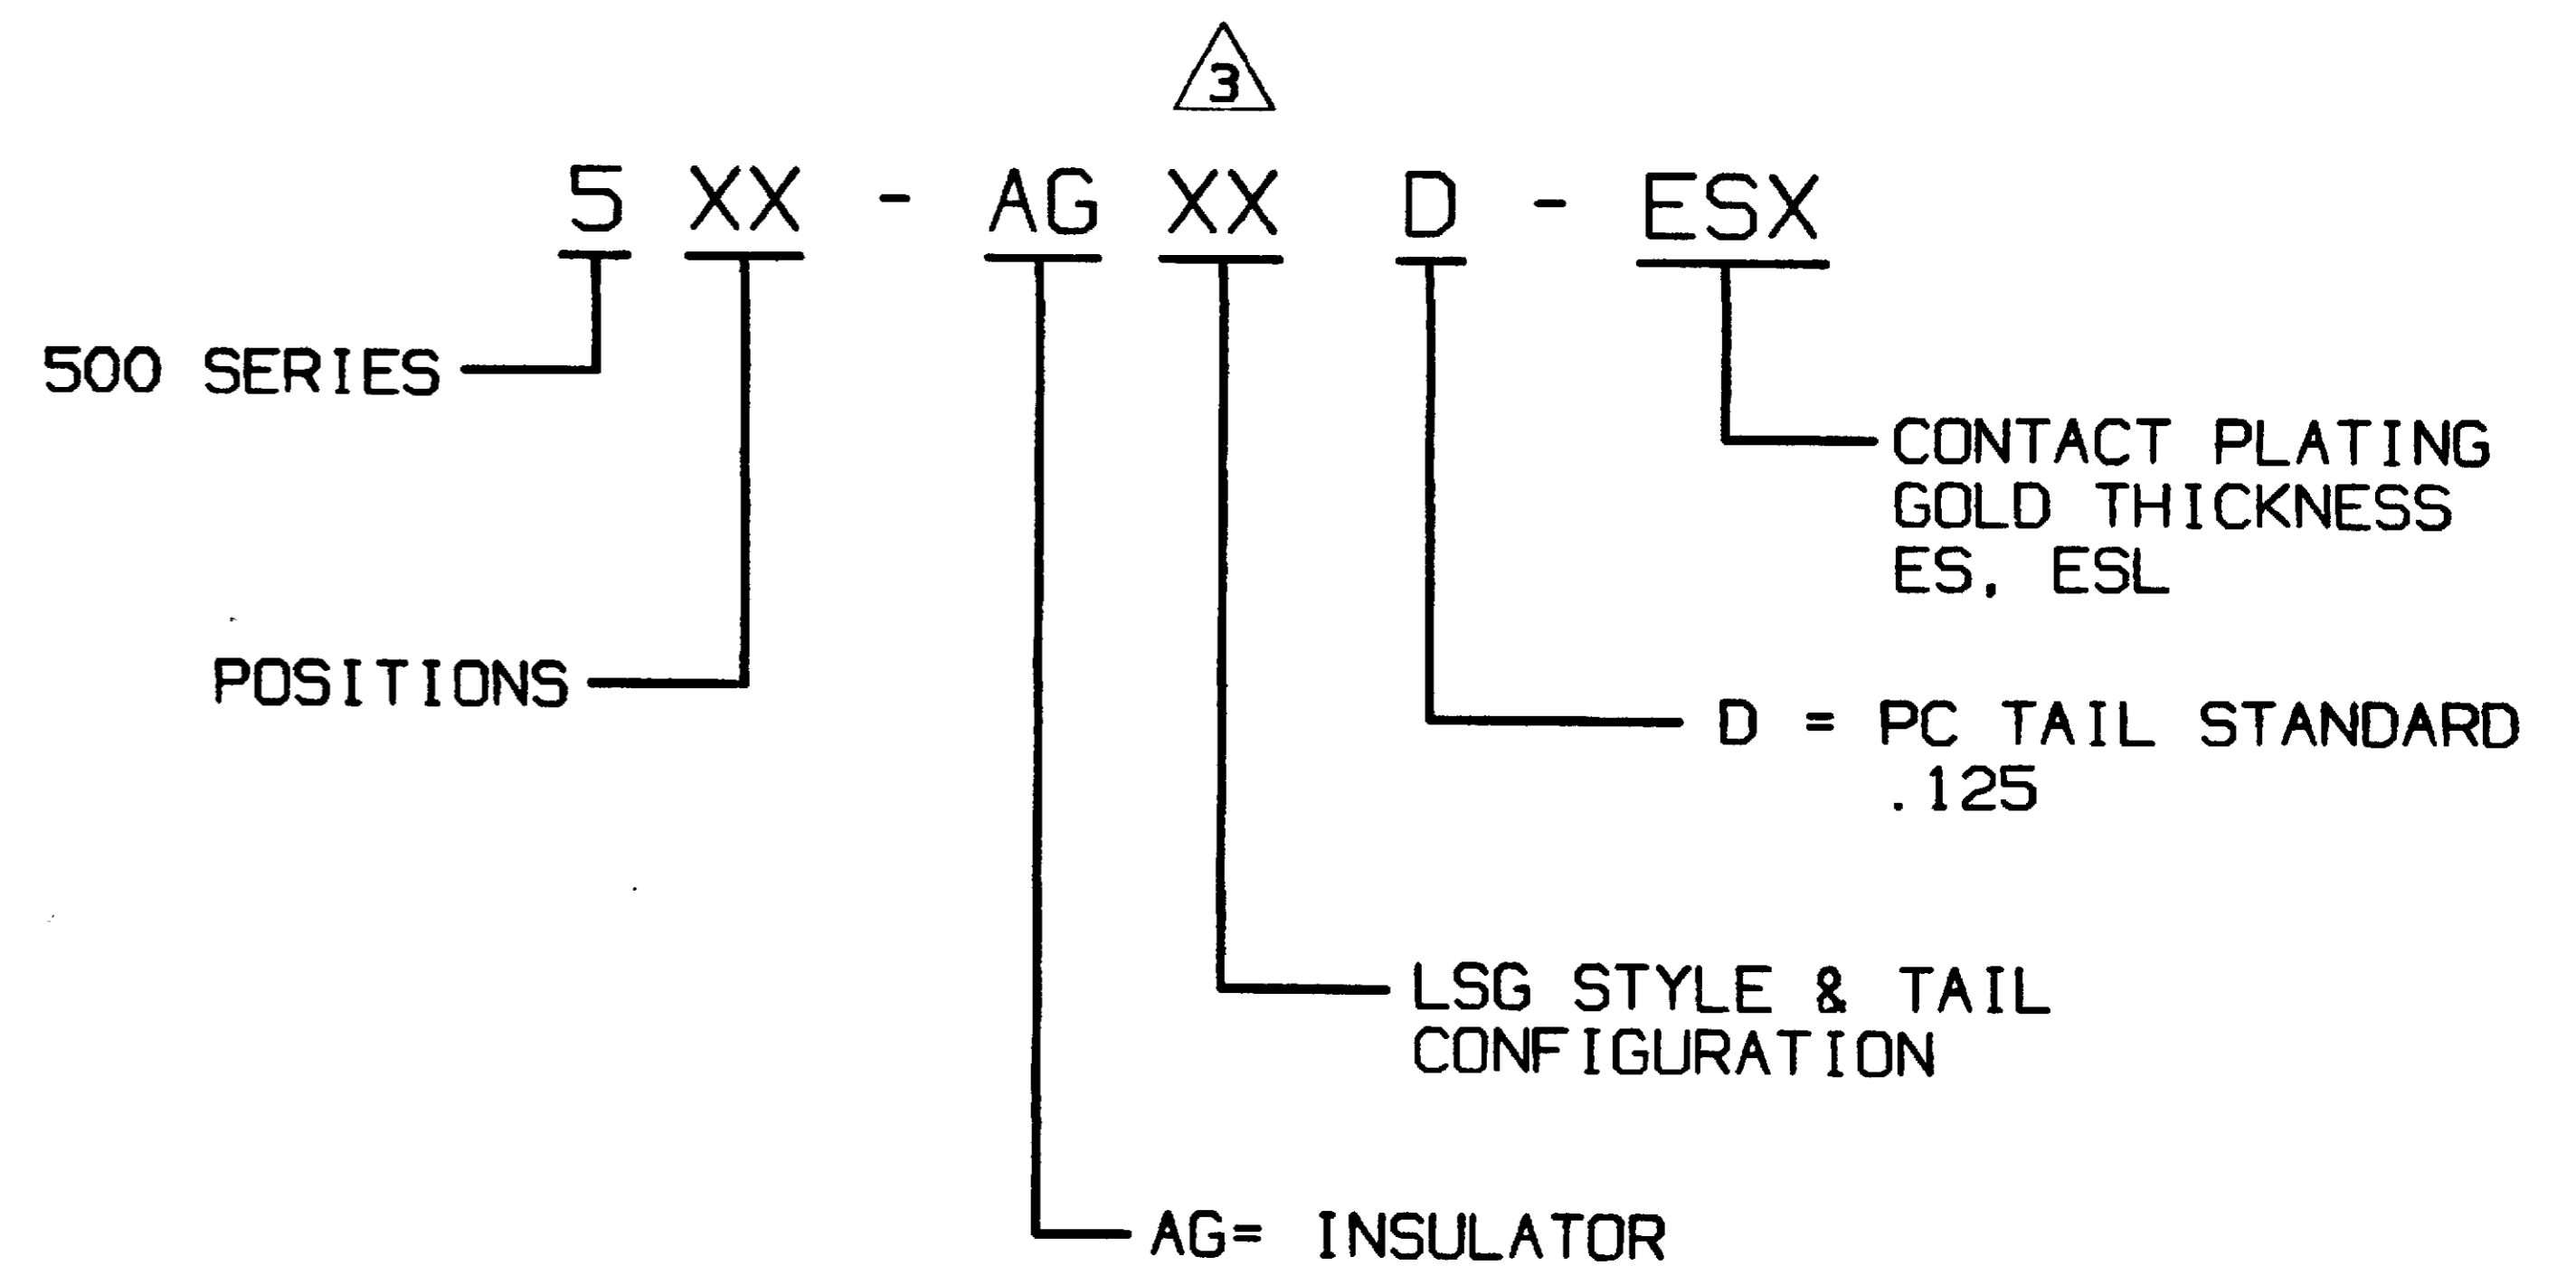 3
5 XX - AG XX D - ESX
500 SERIES
CONTACT PLATING
GOLD THICKNESS
ES, ESL
POSITIONS
D = PC TAIL STANDARD
.125
LSG STYLE & TAIL
CONFIGURATION
AG= INSULATOR